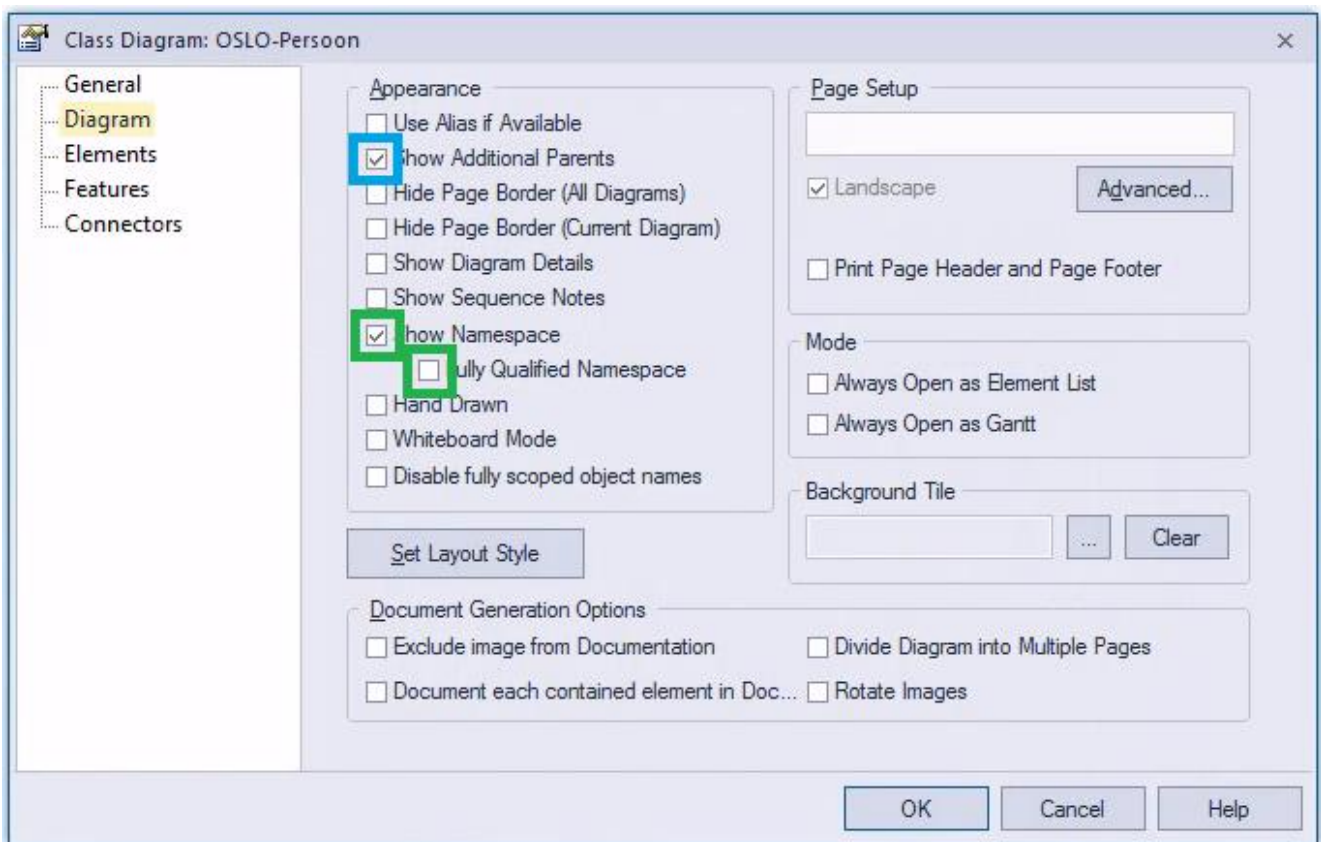 Class Diagram: OSLO-Persoon
General
Diagram
Elements
Features
Connectors
Appearance
Use Alias if Available
Show Additional Parents
Hide Page Border (All Diagrams)
Hide Page Border (Current Diagram)
Show Diagram Details
Show Sequence Notes
Show Namespace
Fully Qualified Namespace
Hand Drawn
Whiteboard Mode
Disable fully scoped object names
Set Layout Style
Page Setup
Landscape
Advanced...
Print Page Header and Page Footer
Mode
Always Open as Element List
Always Open as Gantt
Background Tile
...
Clear
Document Generation Options
Exclude image from Documentation
Divide Diagram into Multiple Pages
Document each contained element in Doc...
Rotate Images
OK
Cancel
Help